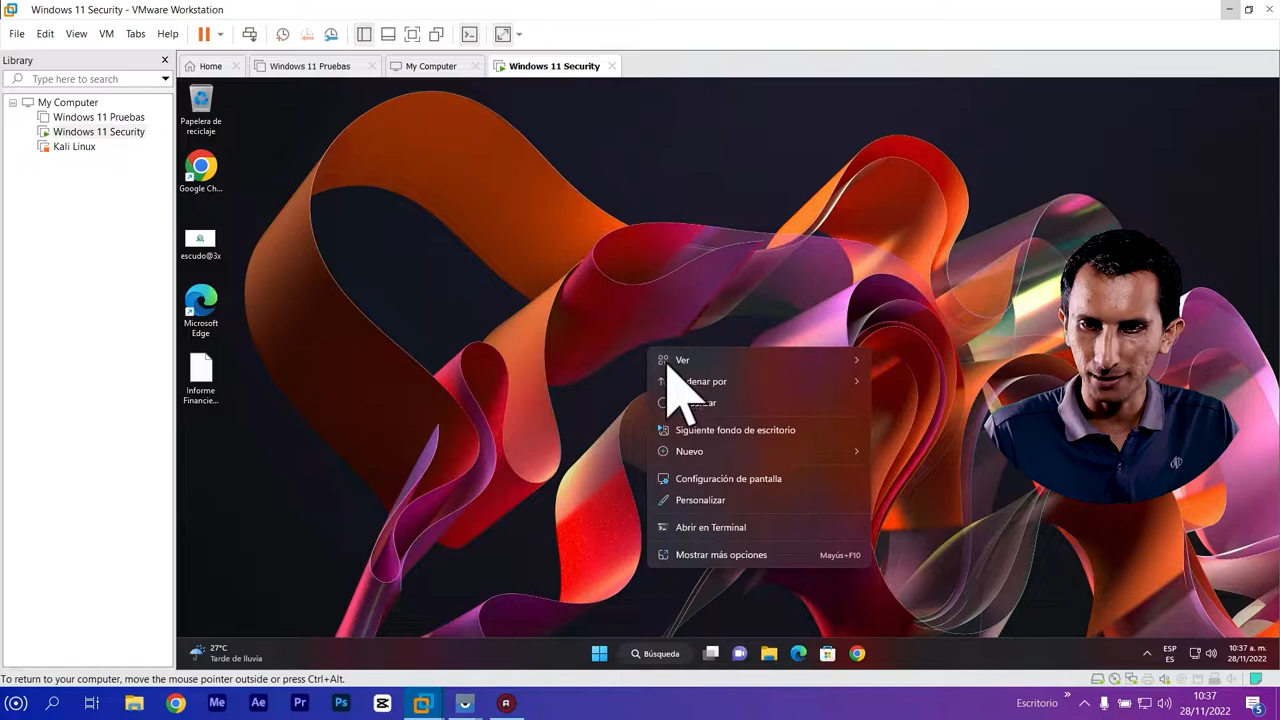 Windows 11 Security - VMware Workstation
File Edit View VM Tabs Help
Library
Type here to search
My Computer
Windows 11 Pruebas
Windows 11 Security
Kali Linux
Home
Windows 11 Pruebas
My Computer
Windows 11 Security
Papelera de
reciclaje
Google Ch...
escudo@3x
Microsoft
Edge
Informe
Financie...
Ver
denar por
Siguiente fondo de escritorio
Nuevo
Configuración de pantalla
Personalizar
Abrir en Terminal
Mostrar más opciones Mayús+F10
27°C
Tarde de lluvia
Búsqueda
ESP
ES
10:37 a. m.
28/11/2022
To return to your computer, move the mouse pointer outside or press Ctrl+Alt.
Me
Ae
Pr
Ps
Escritorio
10:37
28/11/2022
5